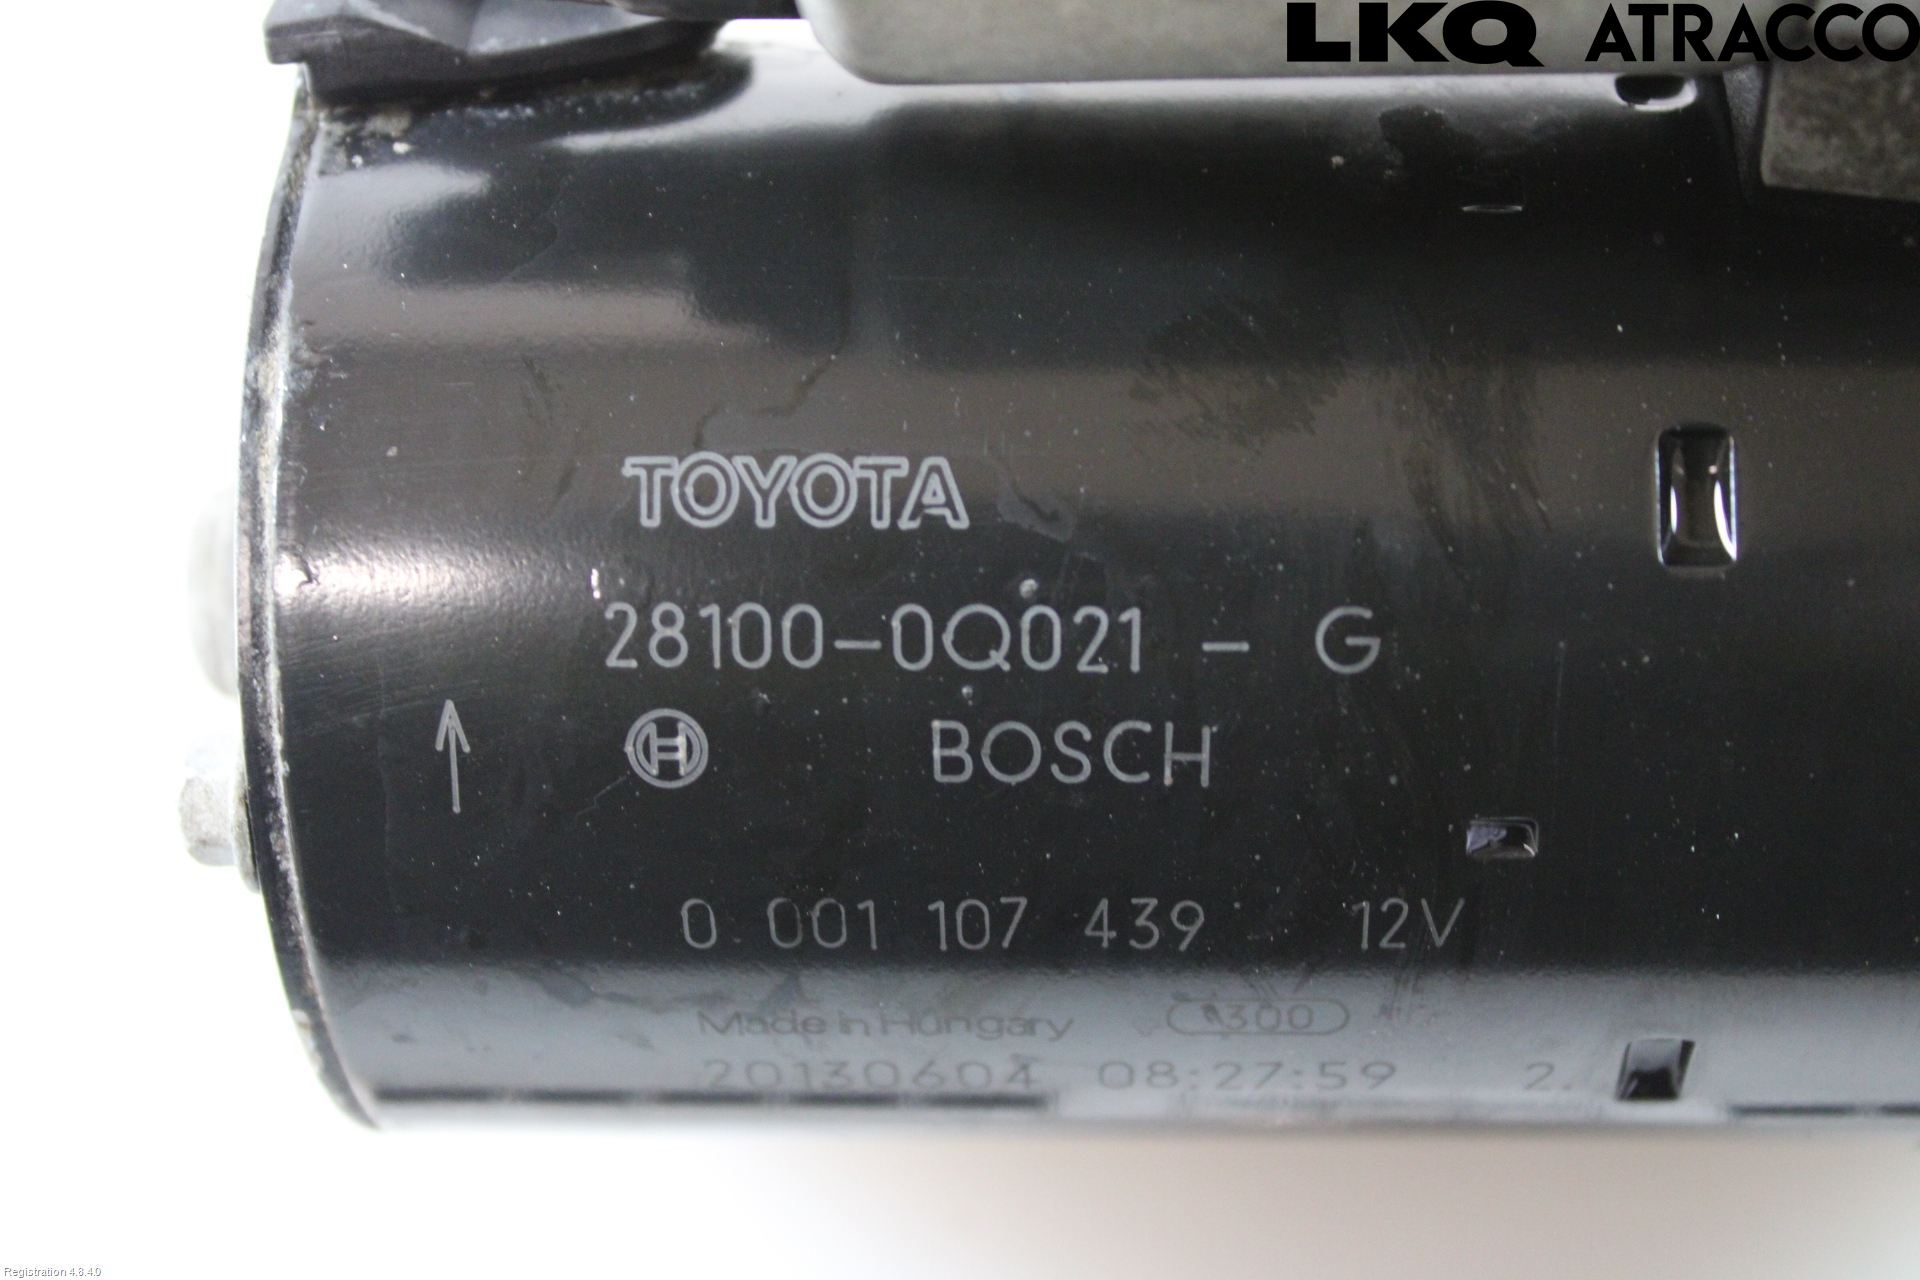 LKQ ATRACCO
TOYOTA
28100-0Q021 - G
BOSCH
0 001 107 439 12V
Made in Hungary 300
20130604 08:27:59 2.
Registration 4.8.4.0